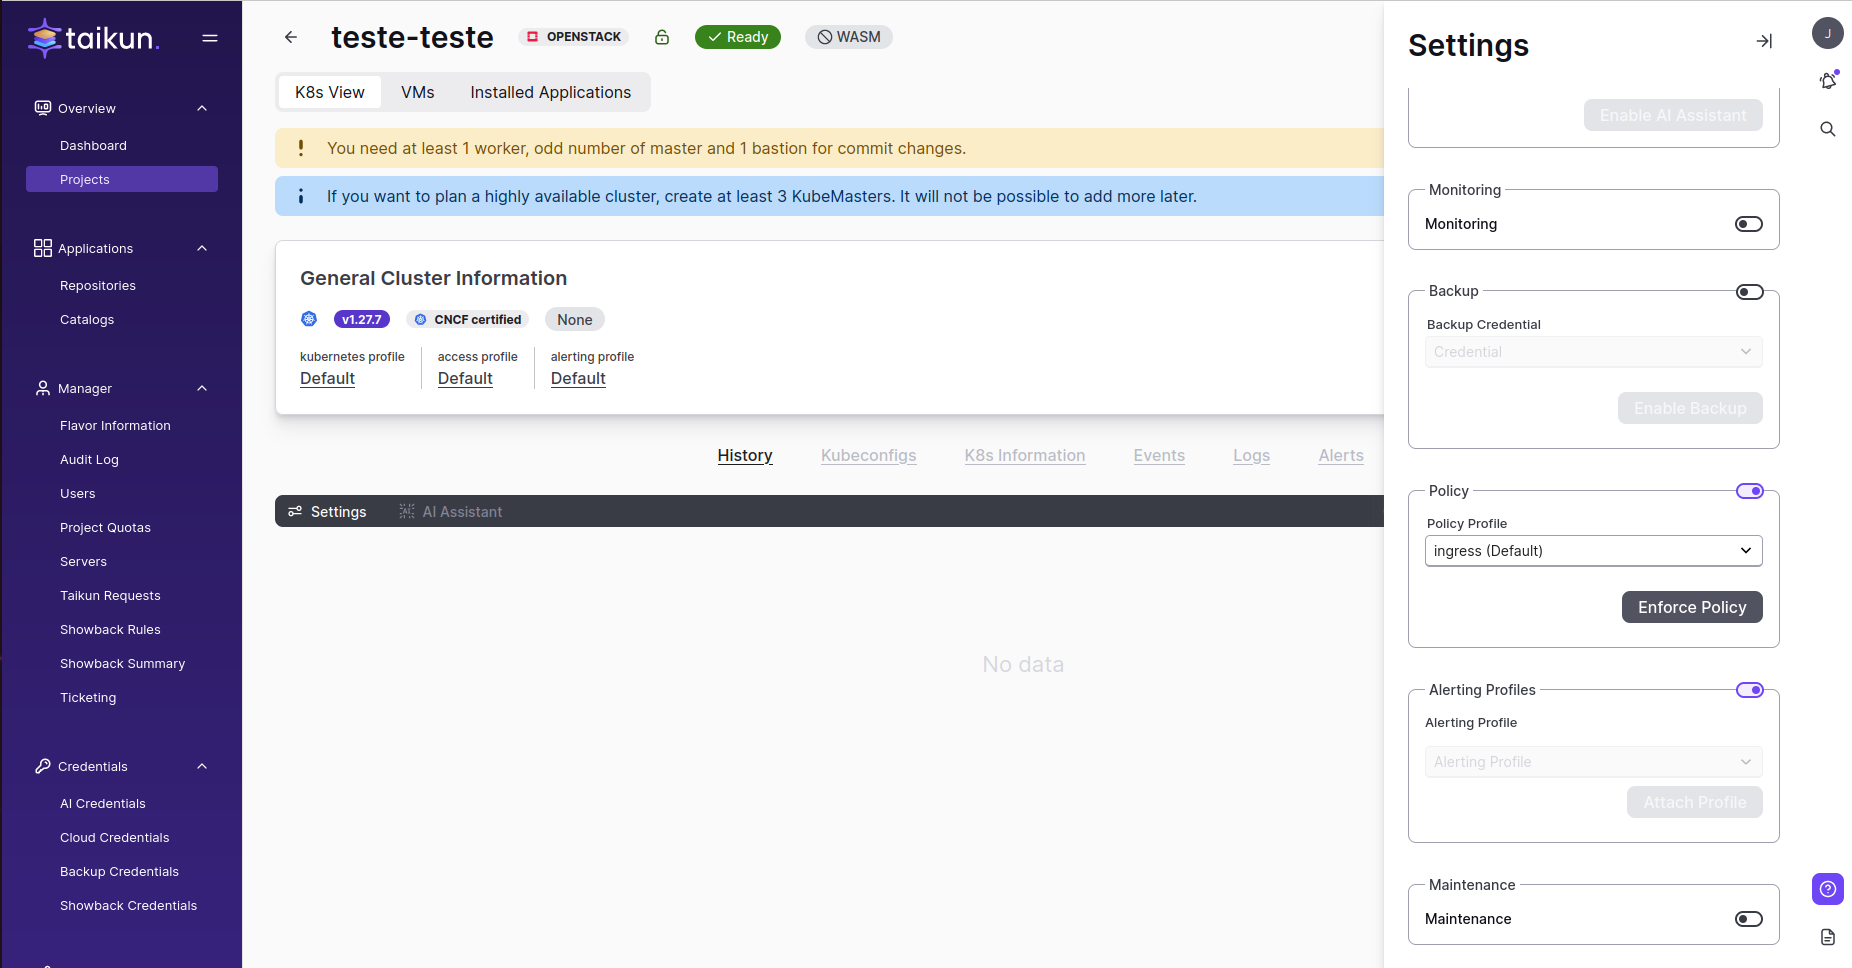 taikun.
Overview
Dashboard
Projects
Applications
Repositories
Catalogs
Manager
Flavor Information
Audit Log
Users
Project Quotas
Servers
Taikun Requests
Showback Rules
Showback Summary
Ticketing
Credentials
AI Credentials
Cloud Credentials
Backup Credentials
Showback Credentials
teste-teste OPENSTACK Ready WASM
K8s View VMs Installed Applications
You need at least 1 worker, odd number of master and 1 bastion for commit changes.
If you want to plan a highly available cluster, create at least 3 KubeMasters. It will not be possible to add more later.
General Cluster Information
v1.27.7 CNCF certified None
kubernetes profile access profile alerting profile
Default Default Default
History Kubeconfigs K8s Information Events Logs Alerts
Settings AI Assistant
No data
Settings
Enable AI Assistant
Monitoring
Monitoring
Backup
Backup Credential
Credential
Enable Backup
Policy
Policy Profile
ingress (Default)
Enforce Policy
Alerting Profiles
Alerting Profile
Alerting Profile
Attach Profile
Maintenance
Maintenance
J